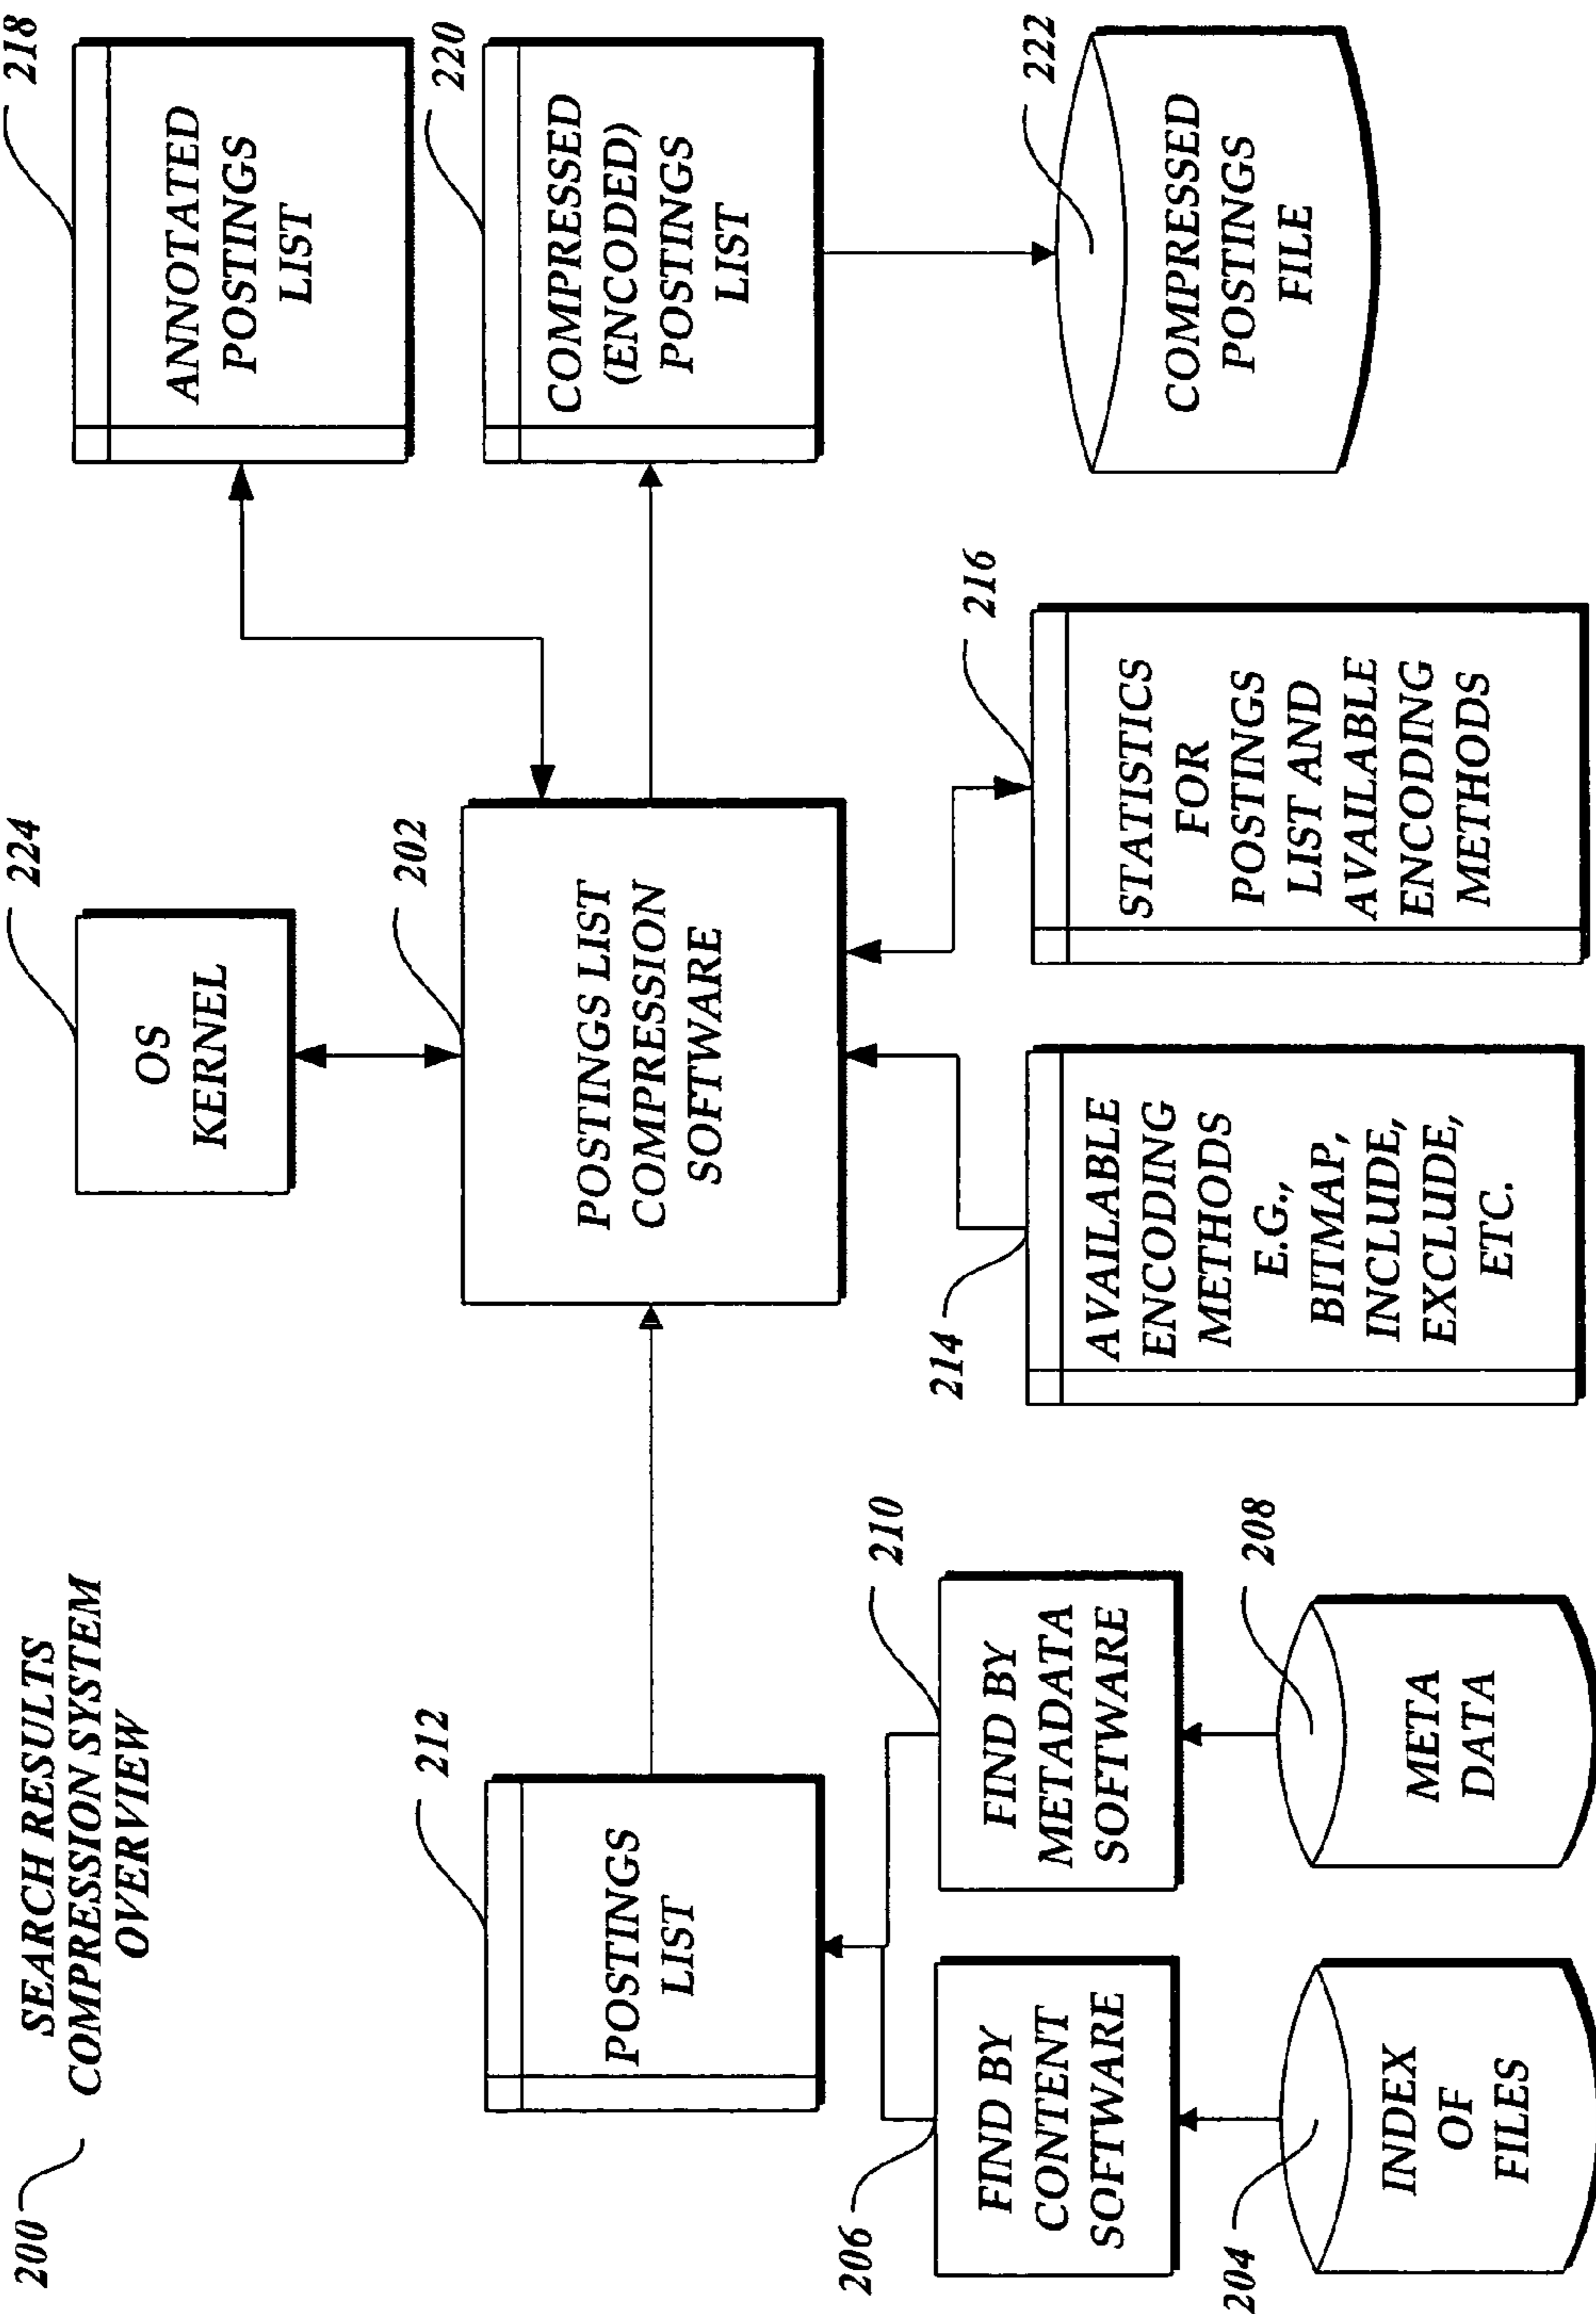 200
SEARCH RESULTS
COMPRESSION SYSTEM
OVERVIEW
224
OS
KERNEL
218
ANNOTATED
POSTINGS
LIST
212
POSTINGS
LIST
202
POSTINGS LIST
COMPRESSION
SOFTWARE
220
COMPRESSED
(ENCODED)
POSTINGS
LIST
206
FIND BY
CONTENT
SOFTWARE
210
FIND BY
METADATA
SOFTWARE
214
AVAILABLE
ENCODING
METHODS
E.G.,
BITMAP,
INCLUDE,
EXCLUDE,
ETC.
216
STATISTICS
FOR
POSTINGS
LIST AND
AVAILABLE
ENCODING
METHODS
222
COMPRESSED
POSTINGS
FILE
204
INDEX
OF
FILES
208
META
DATA